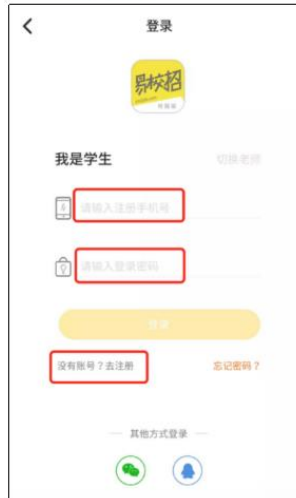 登录
易校招
我是学生
切换老师
请输入注册手机号
请输入登录密码
登录
没有账号？去注册
忘记密码？
其他方式登录